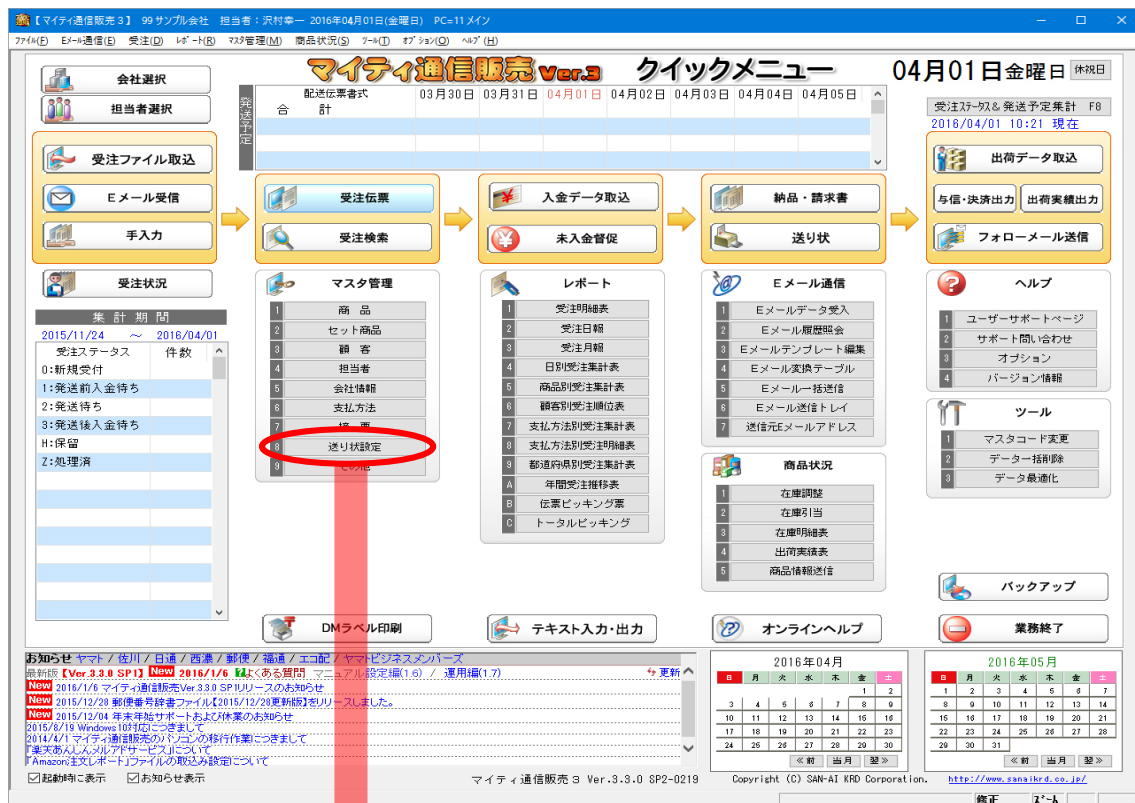 【マイティ通信販売３】 99 サンプル会社 担当者：沢村幸一 2016年04月01日(金曜日) PC=11 メイン
ﾌｧｲﾙ(F) Eﾒｰﾙ通信(E) 受注(D) ﾚﾎﾟｰﾄ(R) ﾏｽﾀ管理(M) 商品状況(S) ﾂｰﾙ(T) ｵﾌﾟｼｮﾝ(O) ﾍﾙﾌﾟ(H)
会社選択
担当者選択
マイティ通信販売 Ver.3 クイックメニュー
04月01日金曜日 休祝日
発送予定
配送伝票書式 03月30日 03月31日 04月01日 04月02日 04月03日 04月04日 04月05日
合 計
受注ｽﾃｰﾀｽ& 発送予定集計 F8
2016/04/01 10:21 現在
受注ファイル取込
Ｅメール受信
手入力
受注伝票
受注検索
入金データ取込
未入金督促
納品・請求書
送り状
出荷データ取込
与信・決済出力 出荷実績出力
フォローメール送信
受注状況
集計期間
2015/11/24 ～ 2016/04/01
受注ステータス 件数
0:新規受付
1:発送前入金待ち
2:発送待ち
3:発送後入金待ち
H:保留
Z:処理済
マスタ管理
1 商 品
2 セット商品
3 顧 客
4 担当者
5 会社情報
6 支払方法
7
8 送り状設定
9 その他
レポート
1 受注明細表
2 受注日報
3 受注月報
4 日別受注集計表
5 商品別受注集計表
6 顧客別受注順位表
7 支払方法別受注集計表
8 支払方法別受注明細表
9 都道府県別受注集計表
A 年間受注推移表
B 伝票ピッキング票
C トータルピッキング
Ｅメール通信
1 Ｅメールデータ受入
2 Ｅメール履歴照会
3 Ｅメールテンプレート編集
4 Ｅメール変換テーブル
5 Ｅメール一括送信
6 Ｅメール送信トレイ
7 送信元Ｅメールアドレス
商品状況
1 在庫調整
2 在庫引当
3 在庫明細表
4 出荷実績表
5 商品情報送信
ヘルプ
1 ユーザーサポートページ
2 サポート問い合わせ
3 オプション
4 バージョン情報
ツール
1 マスタコード変更
2 データ一括削除
3 データ最適化
バックアップ
DMラベル印刷
テキスト入力・出力
オンラインヘルプ
業務終了
お知らせ ヤマト / 佐川 / 日通 / 西濃 / 郵便 / 福通 / エコ配 / ヤマトビジネスメンバーズ
最新版【Ver.3.3.0 SP1】 New 2016/1/6 よくある質問 マニュアル設定編(1.6) / 運用編(1.7) 更新
New 2016/1/6 マイティ通信販売Ver3.3.0 SP1リリースのお知らせ
New 2015/12/28 郵便番号辞書ファイル【2015/12/28更新版】をリリースしました。
New 2015/12/04 年末年始サポートおよび休業のお知らせ
2015/8/19 Windows10対応につきまして
2014/4/1 マイティ通信販売のパソコンの移行作業につきまして
「楽天あんしんメルアドサービス」について
「Amazon注文レポート」ファイルの取込み設定について
2016年04月
日 月 火 水 木 金 土
1 2
3 4 5 6 7 8 9
10 11 12 13 14 15 16
17 18 19 20 21 22 23
24 25 26 27 28 29 30
≪前 当月 翌≫
2016年05月
日 月 火 水 木 金 土
1 2 3 4 5 6 7
8 9 10 11 12 13 14
15 16 17 18 19 20 21
22 23 24 25 26 27 28
29 30 31
≪前 当月 翌≫
起動時に表示 お知らせ表示
マイティ通信販売３ Ver.3.3.0 SP2-0219
Copyright (C) SAN-AI KRD Corporation.
http://www.sanaikrd.co.jp/
修正 ｽﾞｰﾑ